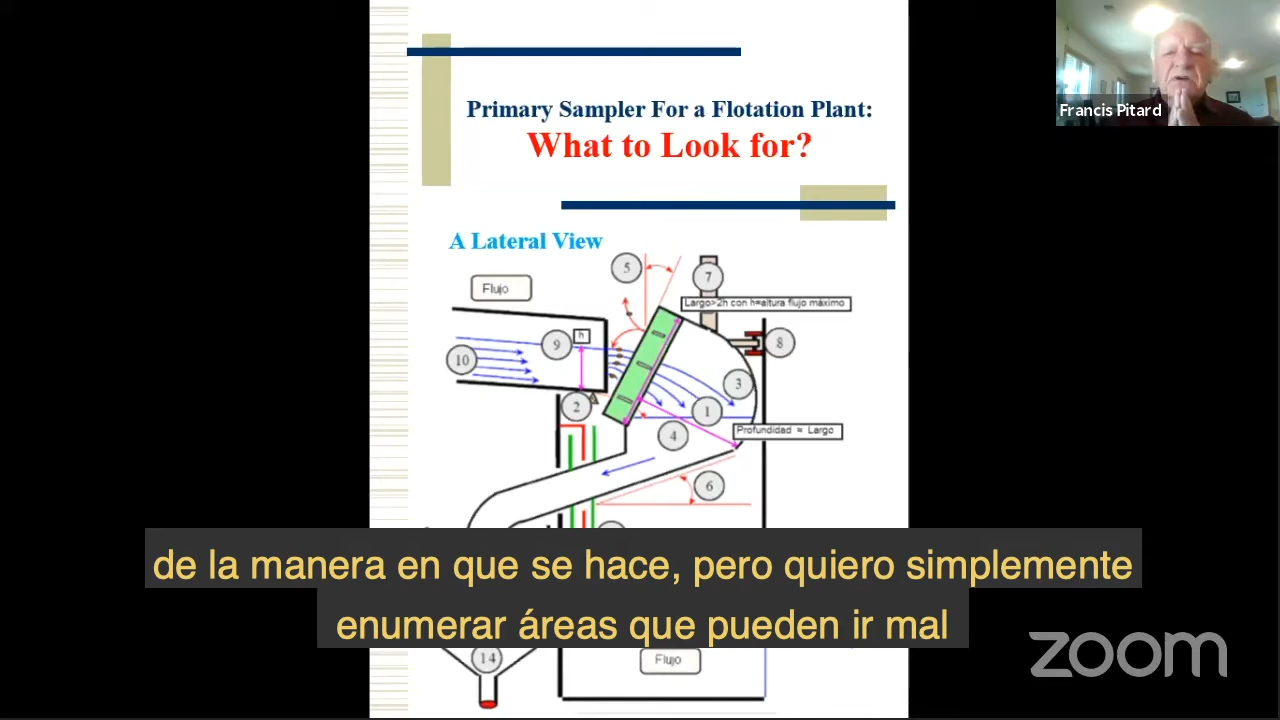 Francis Pitard
Primary Sampler For a Flotation Plant:
What to Look for?
A Lateral View
Flujo
5
7
Largo>2h con h=altura flujo máximo
9
h
8
10
3
2
1
4
Profundidad ≈ Largo
6
de la manera en que se hace, pero quiero simplemente
enumerar áreas que pueden ir mal
14
Flujo
zoom